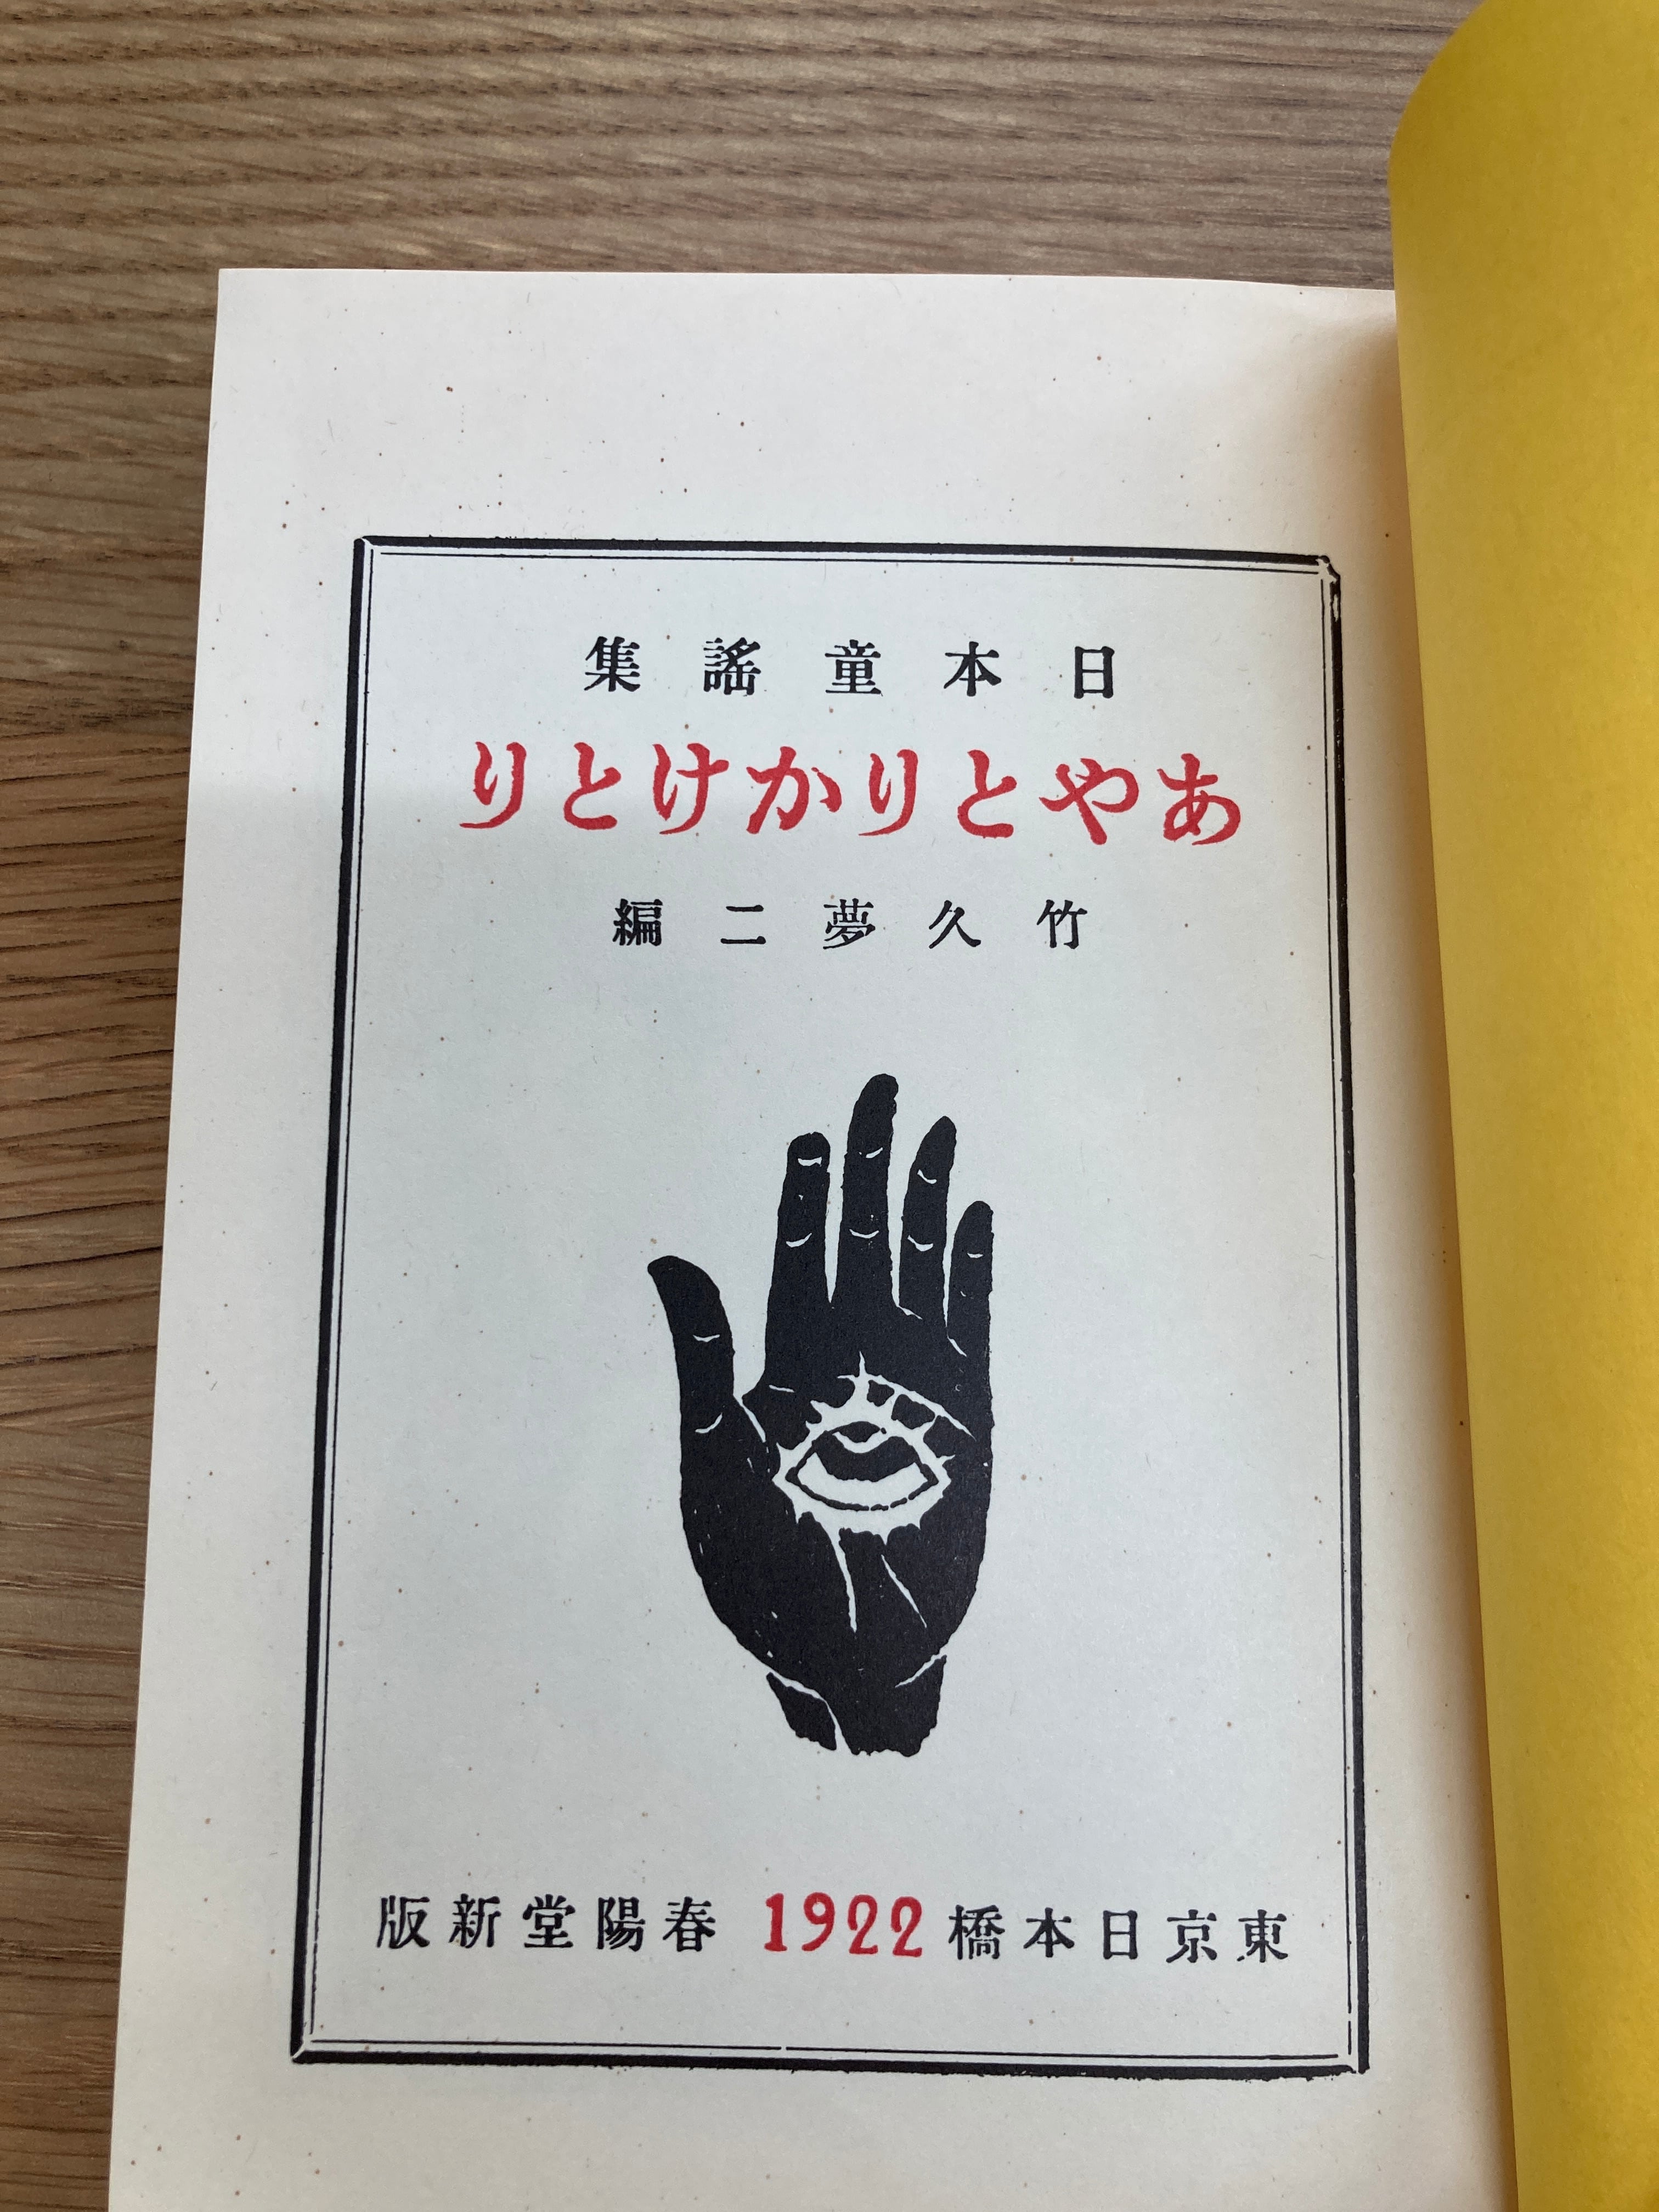 日本童謠集
あやとりかけとり
竹久夢二編
東京日本橋 1922 春陽堂新版